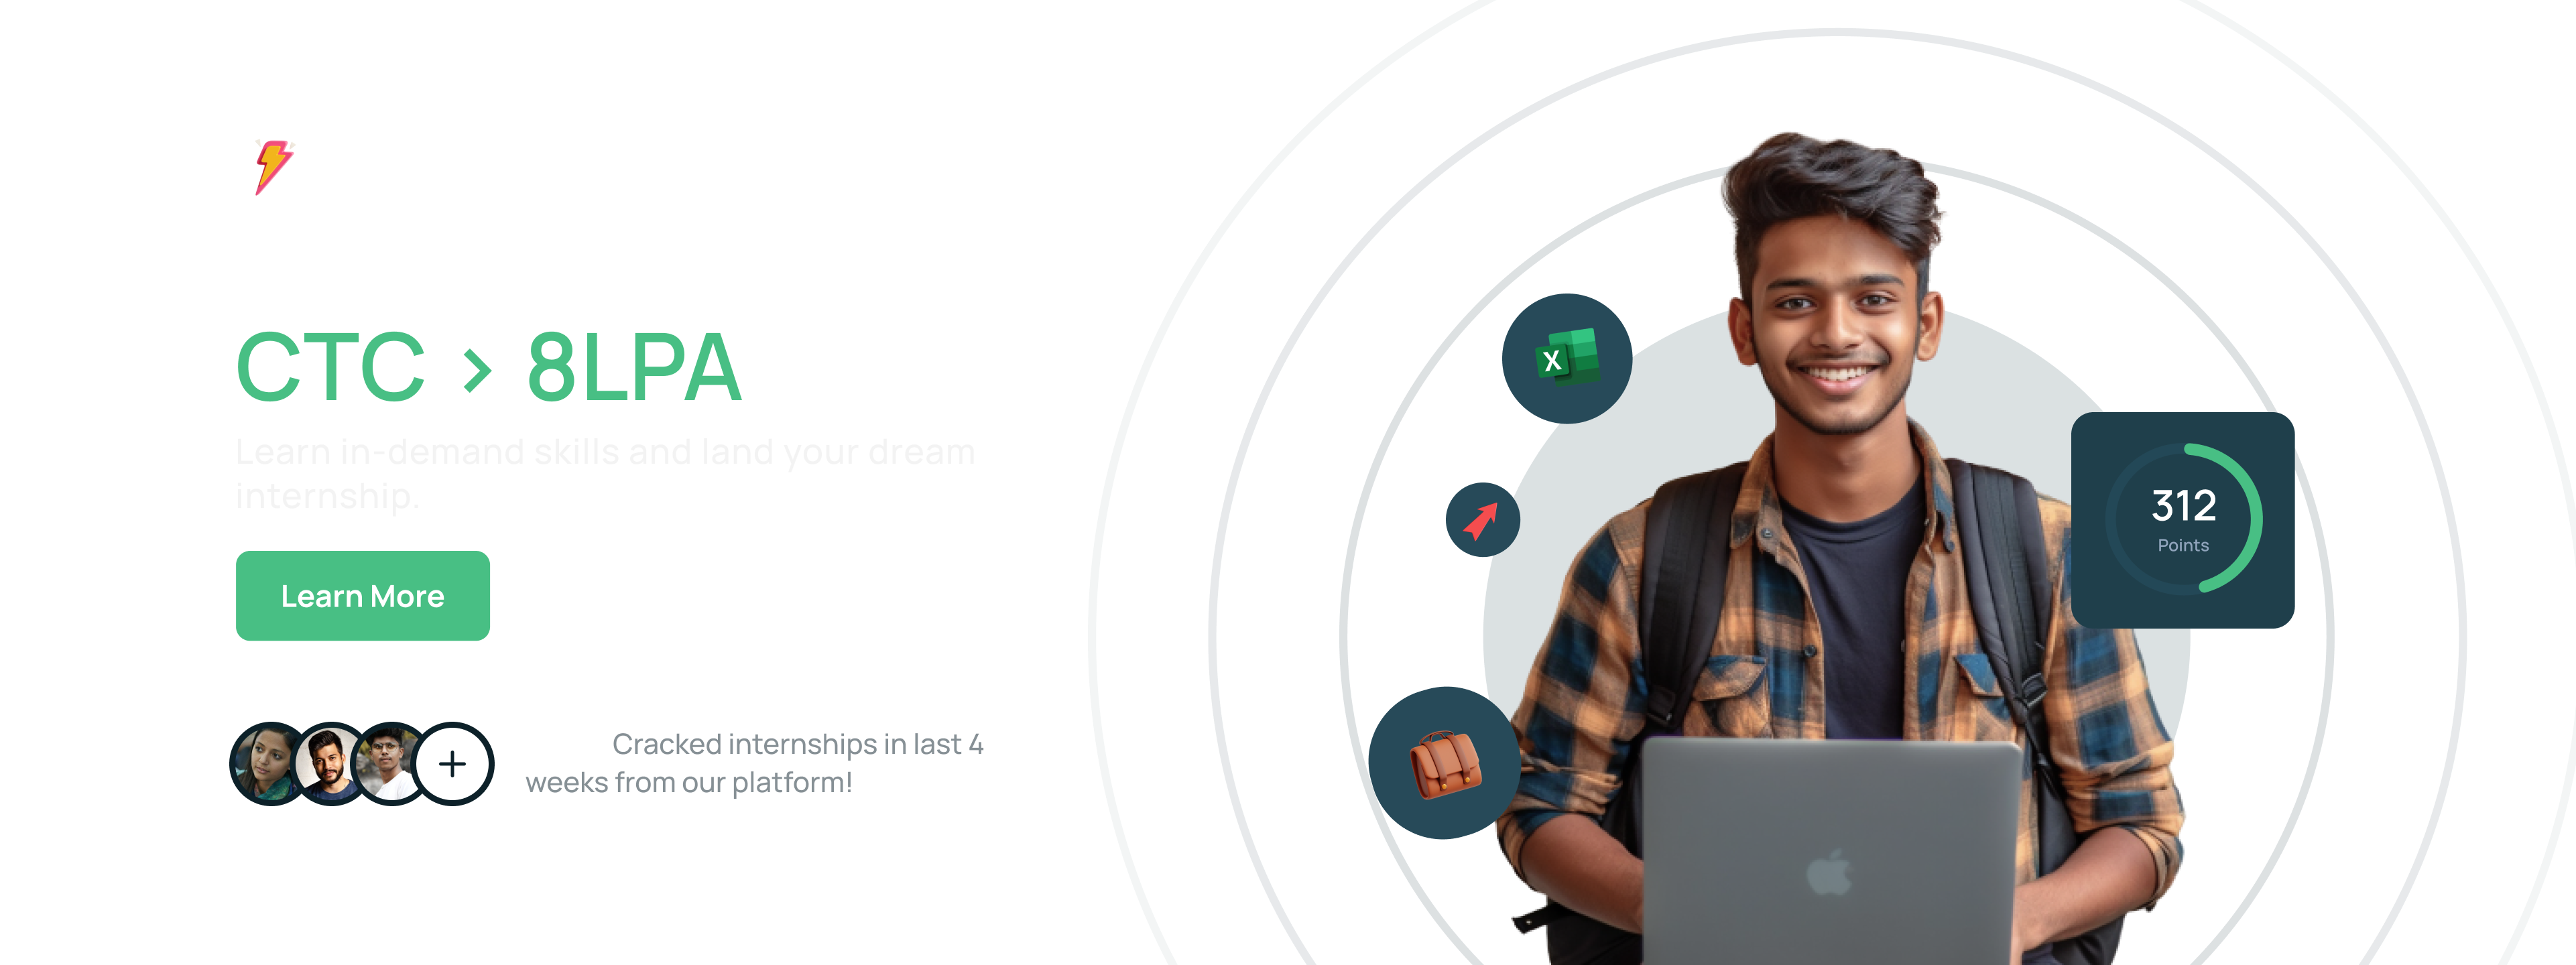 CTC > 8LPA
Learn in-demand skills and land your dream
internship.
Learn More
Cracked internships in last 4
weeks from our platform!
X
312
Points